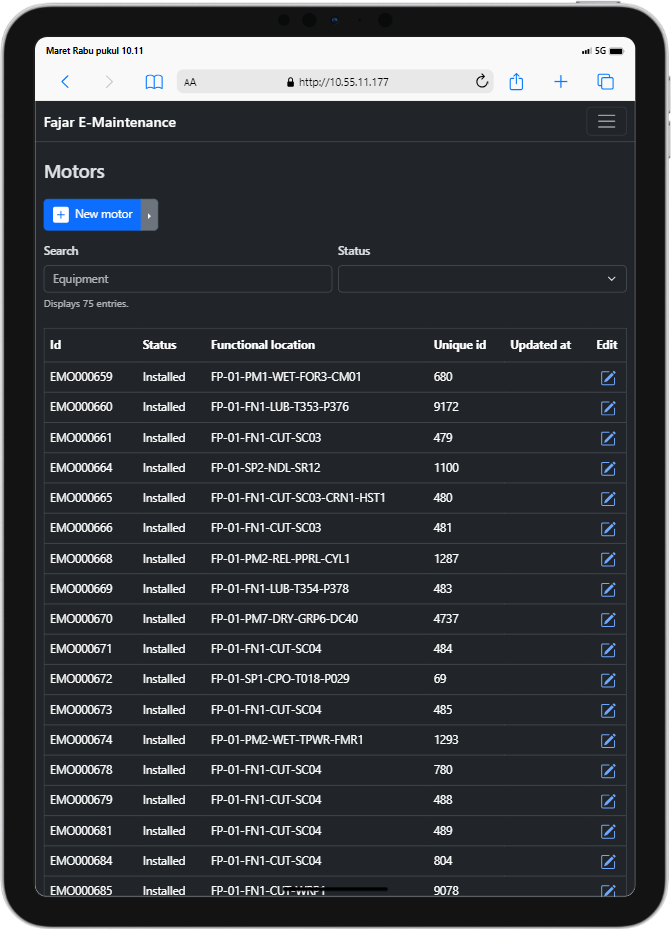 Maret Rabu pukul 10.11
5G
AA
http://10.55.11.177
Fajar E-Maintenance
Motors
New motor
Search Status
Equipment
Displays 75 entries.
Id Status Functional location Unique id Updated at Edit
EMO000659 Installed FP-01-PM1-WET-FOR3-CM01 680
EMO000660 Installed FP-01-FN1-LUB-T353-P376 9172
EMO000661 Installed FP-01-FN1-CUT-SC03 479
EMO000664 Installed FP-01-SP2-NDL-SR12 1100
EMO000665 Installed FP-01-FN1-CUT-SC03-CRN1-HST1 480
EMO000666 Installed FP-01-FN1-CUT-SC03 481
EMO000668 Installed FP-01-PM2-REL-PPRL-CYL1 1287
EMO000669 Installed FP-01-FN1-LUB-T354-P378 483
EMO000670 Installed FP-01-PM7-DRY-GRP6-DC40 4737
EMO000671 Installed FP-01-FN1-CUT-SC04 484
EMO000672 Installed FP-01-SP1-CPO-T018-P029 69
EMO000673 Installed FP-01-FN1-CUT-SC04 485
EMO000674 Installed FP-01-PM2-WET-TPWR-FMR1 1293
EMO000678 Installed FP-01-FN1-CUT-SC04 780
EMO000679 Installed FP-01-FN1-CUT-SC04 488
EMO000681 Installed FP-01-FN1-CUT-SC04 489
EMO000684 Installed FP-01-FN1-CUT-SC04 804
EMO000685 Installed FP-01-FN1-CUT-WRP1 9078